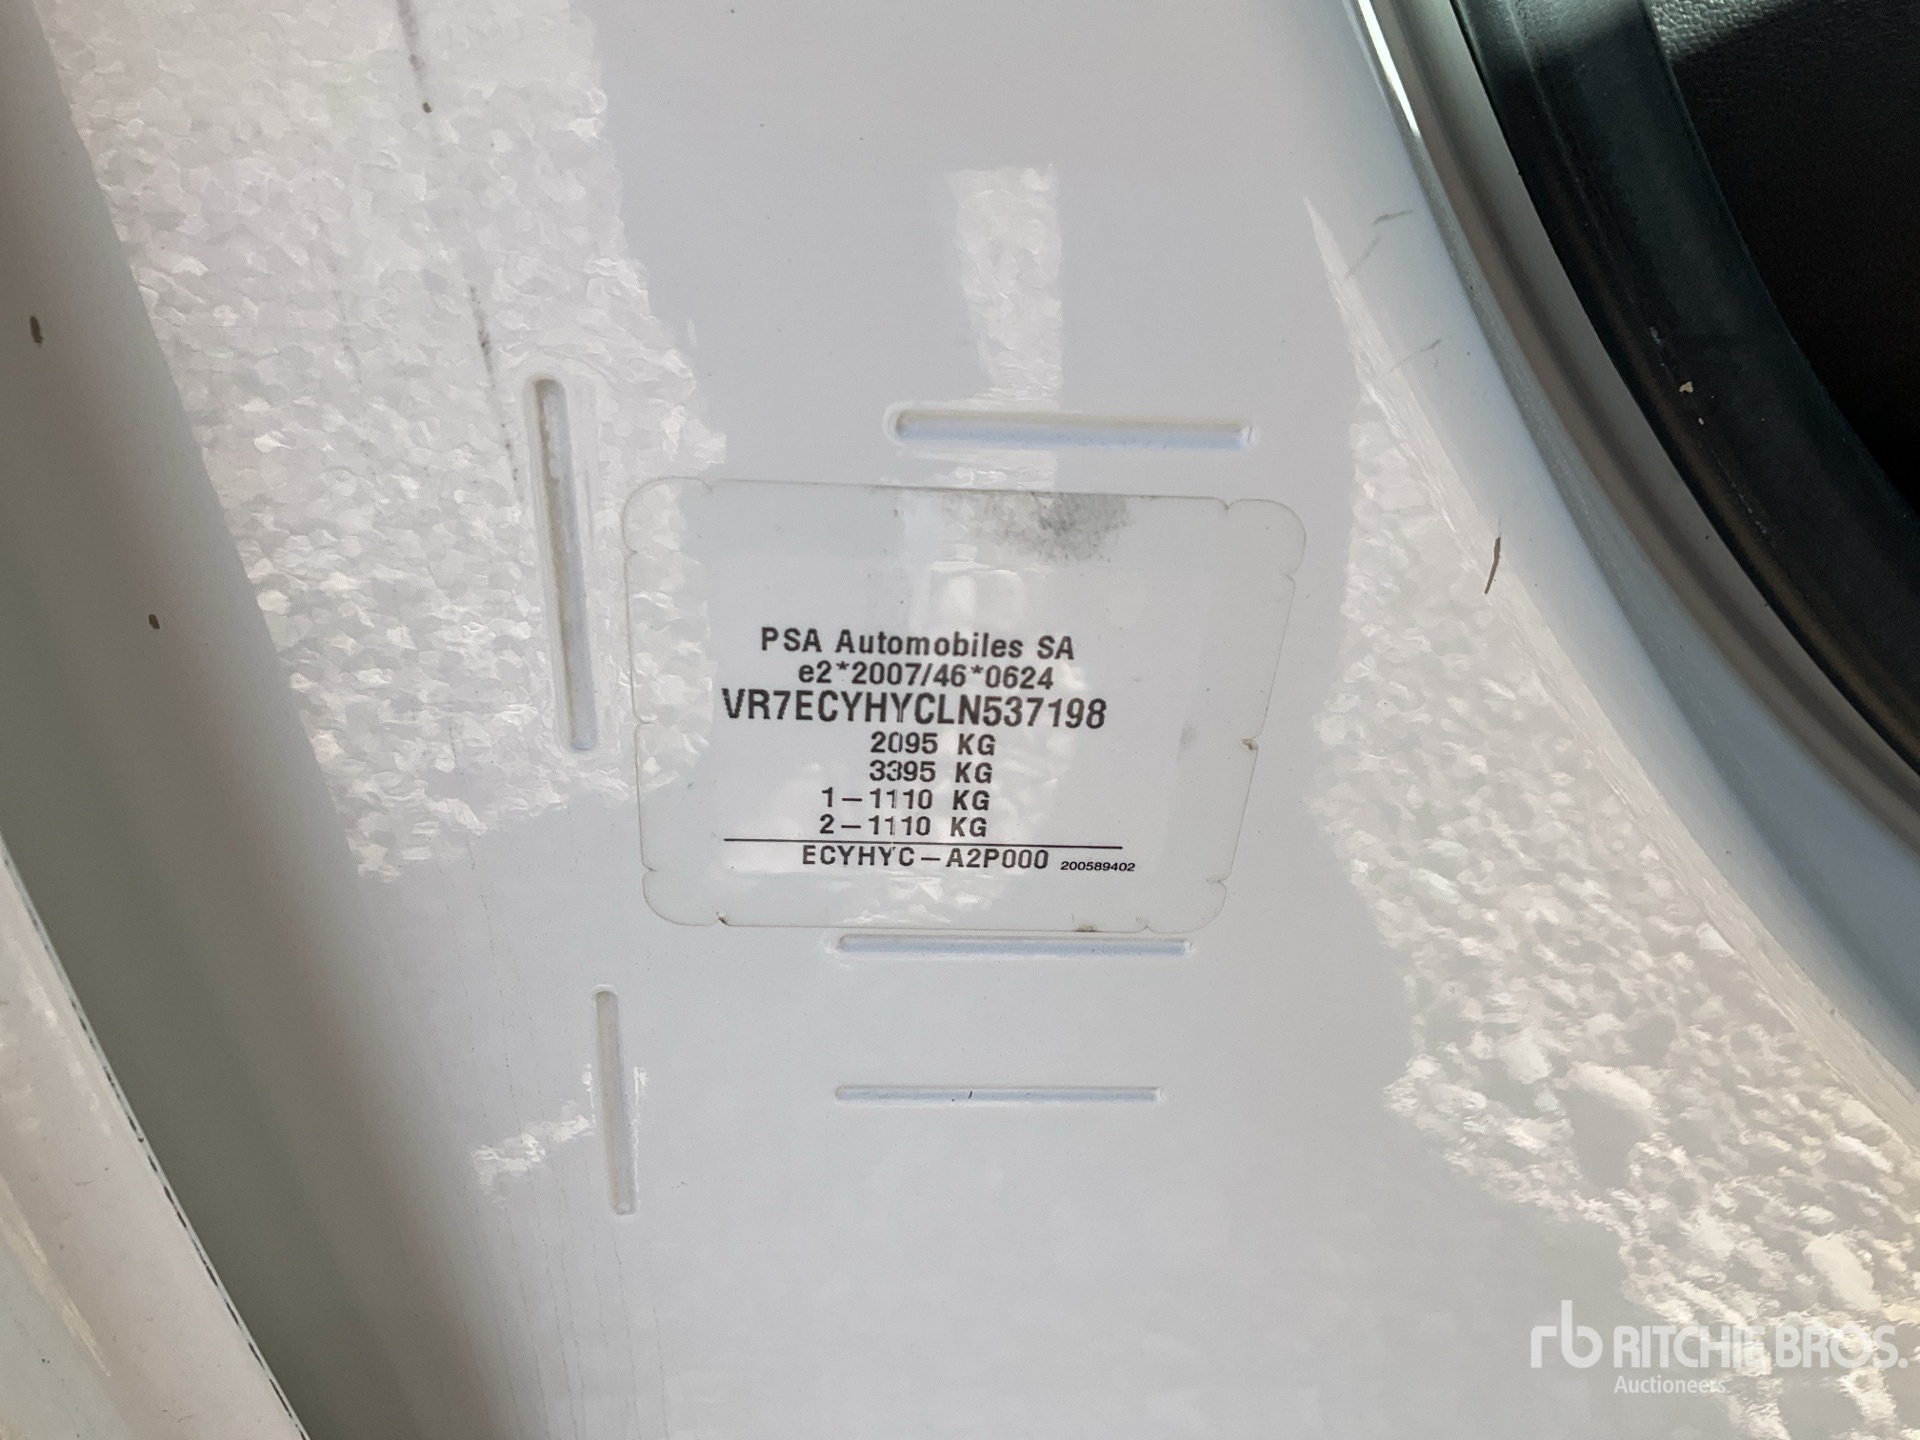 PSA Automobiles SA
e2*2007/46*0624
VR7ECYHYCLN537198
2095 KG
3395 KG
1-1110 KG
2-1110 KG
ECYHYC-A2P000 200589402
rb RITCHIE BROS.
Auctioneers